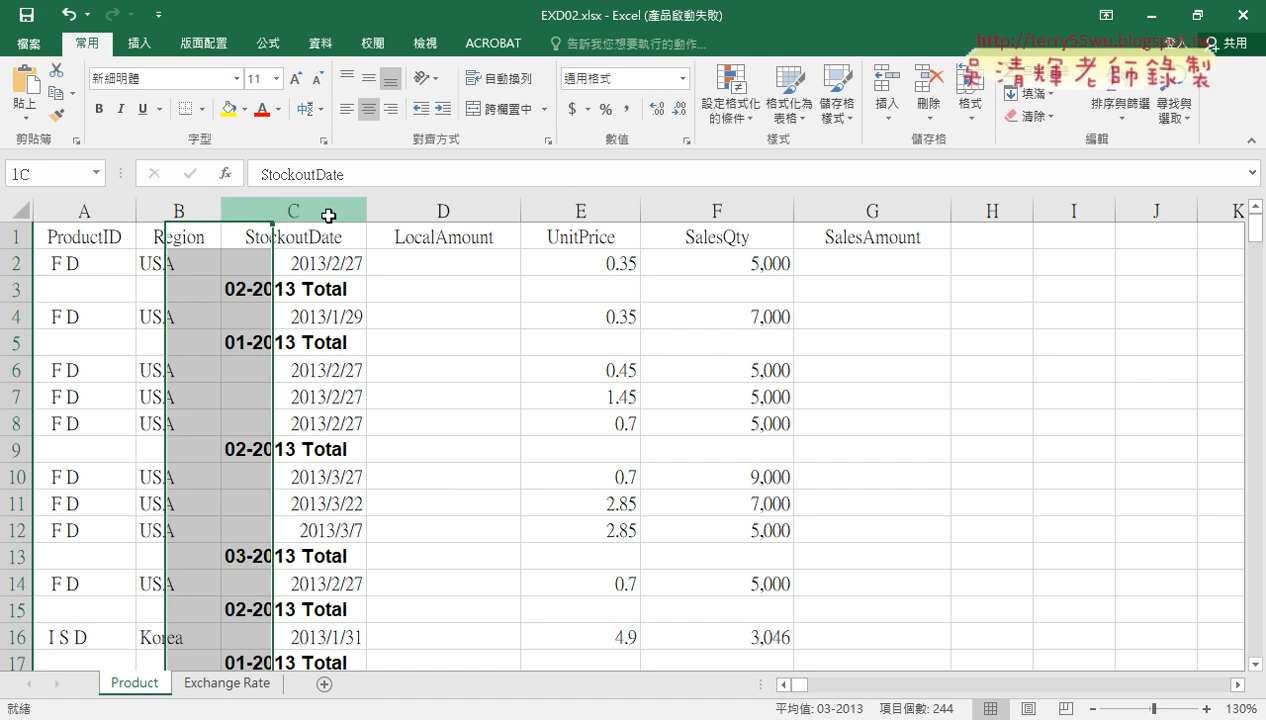 EXD02.xlsx - Excel (產品啟動失敗)
檔案 常用 插入 版面配置 公式 資料 校閱 檢視 ACROBAT 告訴我您想要執行的動作... 登入 共用
http://terry55wu.blogspot.tw
吳清輝老師錄製
貼上 新細明體 11 自動換列 通用格式
B I U 跨欄置中 $ % ,
設定格式化的條件 格式化為表格 儲存格樣式 插入 刪除 格式 填滿 清除 排序與篩選 尋找與選取
剪貼簿 字型 對齊方式 數值 樣式 儲存格 編輯
1C fx StockoutDate
A B C D E F G H I J K
1 ProductID Region StockoutDate LocalAmount UnitPrice SalesQty SalesAmount
2 F D USA 2013/2/27 0.35 5,000
3 02-2013 Total
4 F D USA 2013/1/29 0.35 7,000
5 01-2013 Total
6 F D USA 2013/2/27 0.45 5,000
7 F D USA 2013/2/27 1.45 5,000
8 F D USA 2013/2/27 0.7 5,000
9 02-2013 Total
10 F D USA 2013/3/27 0.7 9,000
11 F D USA 2013/3/22 2.85 7,000
12 F D USA 2013/3/7 2.85 5,000
13 03-2013 Total
14 F D USA 2013/2/27 0.7 5,000
15 02-2013 Total
16 I S D Korea 2013/1/31 4.9 3,046
17 01-2013 Total
Product Exchange Rate
就緒 平均值: 03-2013 項目個數: 244 130%